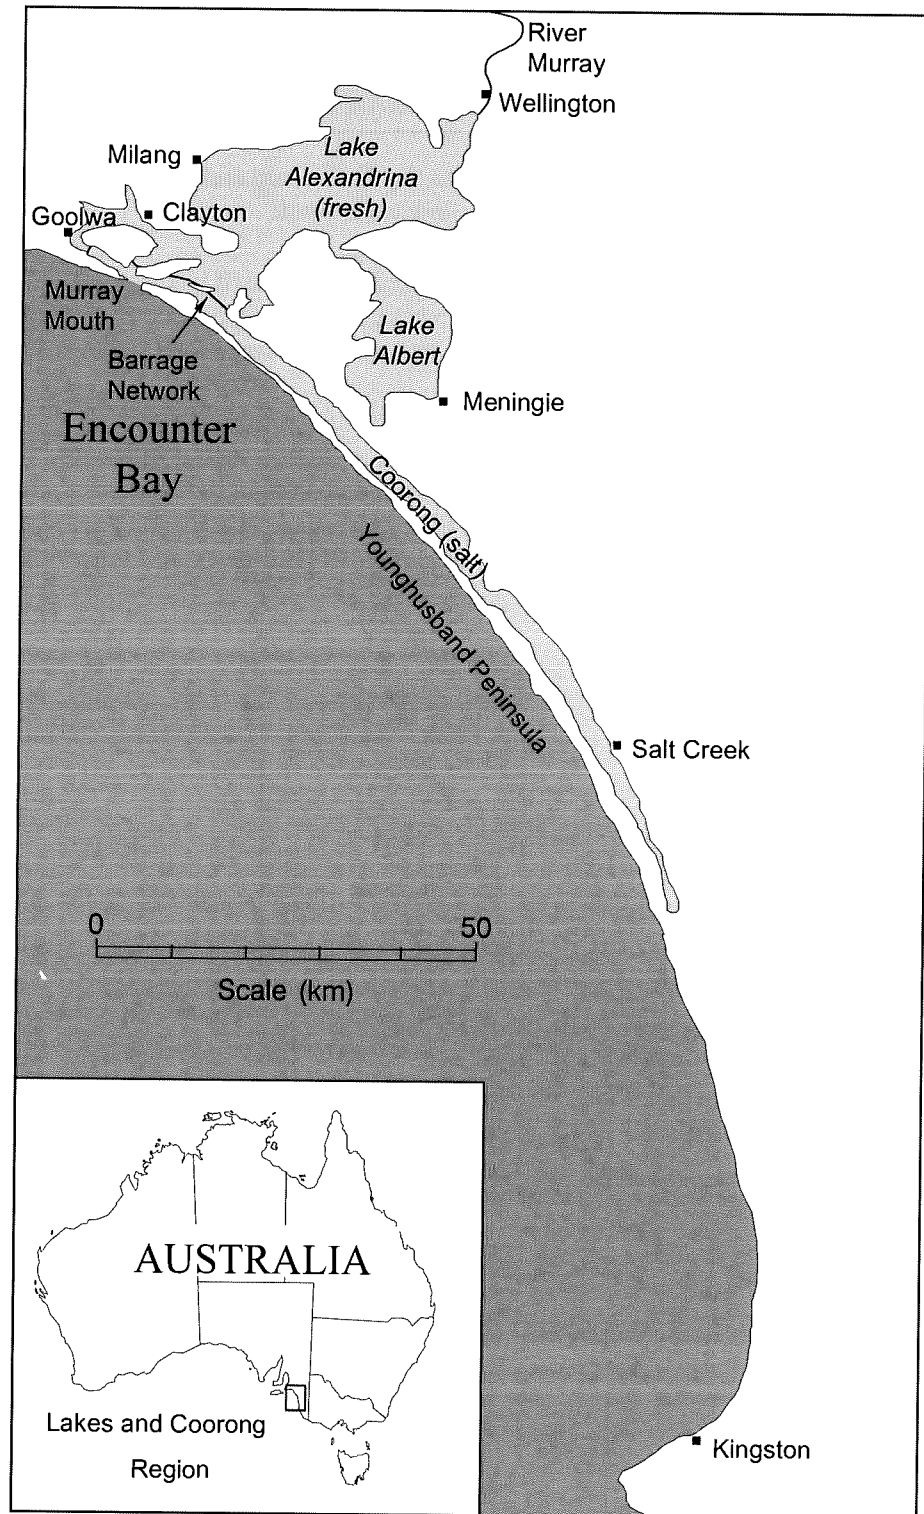 River
Murray
Wellington
Milang
Lake
Alexandrina
(fresh)
Goolwa
Clayton
Murray
Mouth
Lake
Albert
Barrage
Network
Meningie
Encounter
Bay
Coorong (salt)
Younghusband Peninsula
Salt Creek
0
50
Scale (km)
AUSTRALIA
Lakes and Coorong
Region
Kingston